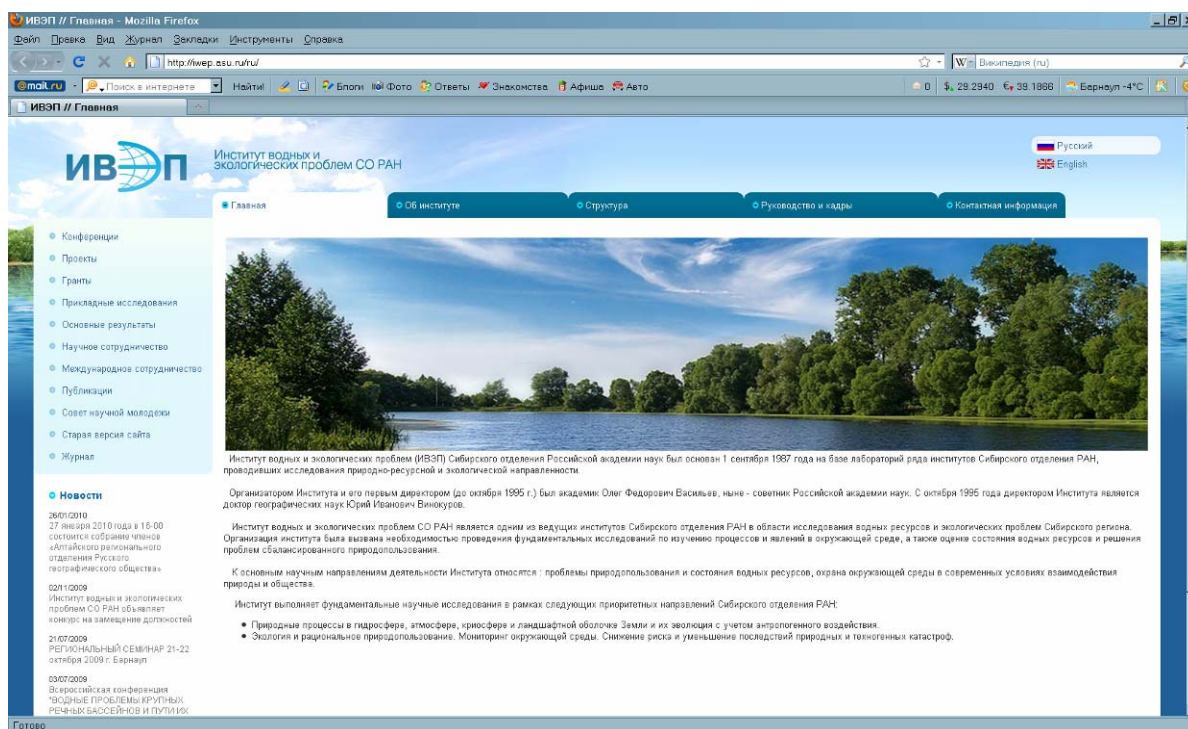 ИВЭП // Главная - Mozilla Firefox
Файл Правка Вид Журнал Закладки Инструменты Справка
http://iwep.asu.ru/ru/
Википедия (ru)
@mail.ru Поиск в интернете Найти! Блоги Фото Ответы Знакомства Афиша Авто 0 $ 29.2940 € 39.1866 Барнаул -4°C
ИВЭП // Главная
ИВЭП
Институт водных и
экологических проблем СО РАН
Русский
English
Главная Об институте Структура Руководство и кадры Контактная информация
Конференции
Проекты
Гранты
Прикладные исследования
Основные результаты
Научное сотрудничество
Международное сотрудничество
Публикации
Совет научной молодежи
Старая версия сайта
Журнал
Новости
26/01/2010
27 января 2010 года в 16-00
состоится собрание членов
«Алтайского регионального
отделения Русского
географического общества»
02/11/2009
Институт водных и экологических
проблем СО РАН объявляет
конкурс на замещение должностей
21/07/2009
РЕГИОНАЛЬНЫЙ СЕМИНАР 21-22
октября 2009 г. Барнаул
03/07/2009
Всероссийская конференция
"ВОДНЫЕ ПРОБЛЕМЫ КРУПНЫХ
РЕЧНЫХ БАССЕЙНОВ И ПУТИ ИХ
Институт водных и экологических проблем (ИВЭП) Сибирского отделения Российской академии наук был основан 1 сентября 1987 года на базе лабораторий ряда институтов Сибирского отделения РАН,
проводивших исследования природно-ресурсной и экологической направленности.
Организатором Института и его первым директором (до октября 1995 г.) был академик Олег Федорович Васильев, ныне - советник Российской академии наук. С октября 1995 года директором Института является
доктор географических наук Юрий Иванович Винокуров.
Институт водных и экологических проблем СО РАН является одним из ведущих институтов Сибирского отделения РАН в области исследования водных ресурсов и экологических проблем Сибирского региона.
Организация института была вызвана необходимостью проведения фундаментальных исследований по изучению процессов и явлений в окружающей среде, а также оценке состояния водных ресурсов и решения
проблем сбалансированного природопользования.
К основным научным направлениям деятельности Института относятся : проблемы природопользования и состояния водных ресурсов, охрана окружающей среды в современных условиях взаимодействия
природы и общества.
Институт выполняет фундаментальные научные исследования в рамках следующих приоритетных направлений Сибирского отделения РАН:
Природные процессы в гидросфере, атмосфере, криосфере и ландшафтной оболочке Земли и их эволюция с учетом антропогенного воздействия.
Экология и рациональное природопользование. Мониторинг окружающей среды. Снижение риска и уменьшение последствий природных и техногенных катастроф.
Готово